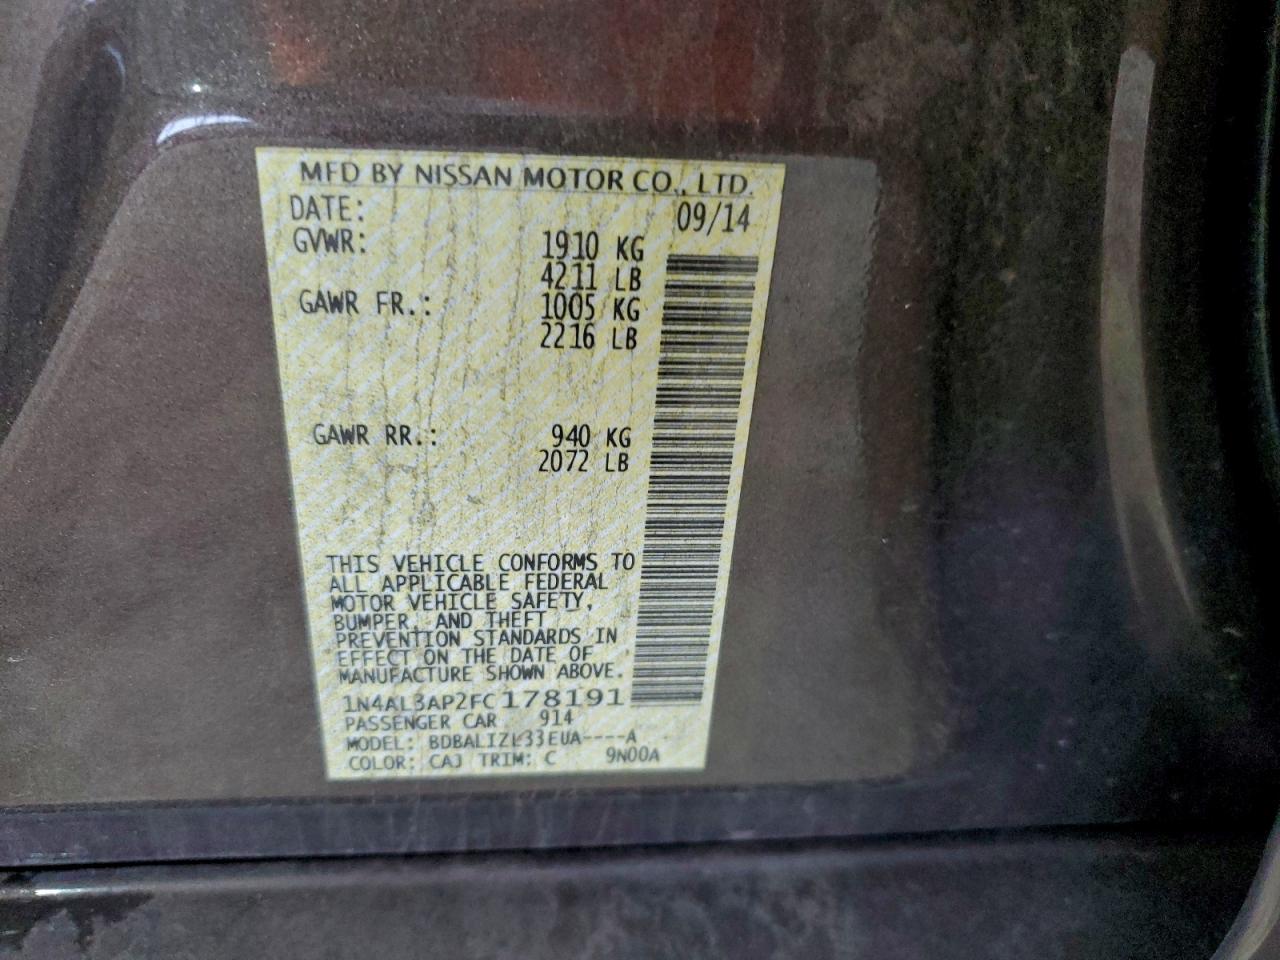 MFD BY NISSAN MOTOR CO., LTD.
DATE: 09/14
GVWR: 1910 KG
4211 LB
GAWR FR.: 1005 KG
2216 LB
GAWR RR.: 940 KG
2072 LB
THIS VEHICLE CONFORMS TO
ALL APPLICABLE FEDERAL
MOTOR VEHICLE SAFETY,
BUMPER, AND THEFT
PREVENTION STANDARDS IN
EFFECT ON THE DATE OF
MANUFACTURE SHOWN ABOVE.
1N4AL3AP2FC178191
PASSENGER CAR 914
MODEL: BDBALIZL33EUA----A
COLOR: CAJ TRIM: C 9N00A